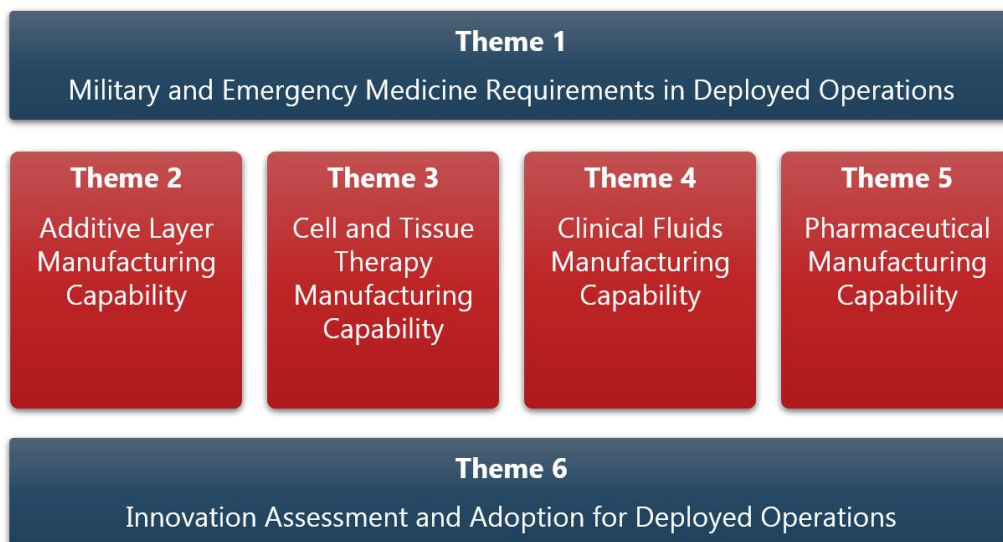 Theme 1
Military and Emergency Medicine Requirements in Deployed Operations
Theme 2
Additive Layer
Manufacturing
Capability
Theme 3
Cell and Tissue
Therapy
Manufacturing
Capability
Theme 4
Clinical Fluids
Manufacturing
Capability
Theme 5
Pharmaceutical
Manufacturing
Capability
Theme 6
Innovation Assessment and Adoption for Deployed Operations